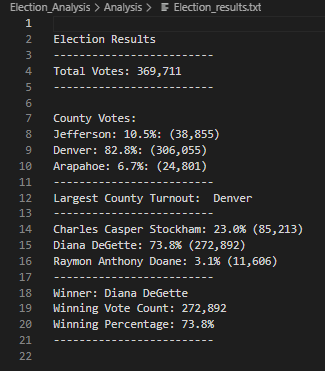 Election_Analysis > Analysis > Election_results.txt
1
2 Election Results
3 -------------------------
4 Total Votes: 369,711
5 -------------------------
6
7 County Votes:
8 Jefferson: 10.5%: (38,855)
9 Denver: 82.8%: (306,055)
10 Arapahoe: 6.7%: (24,801)
11 -------------------------
12 Largest County Turnout:  Denver
13 -------------------------
14 Charles Casper Stockham: 23.0% (85,213)
15 Diana DeGette: 73.8% (272,892)
16 Raymon Anthony Doane: 3.1% (11,606)
17 -------------------------
18 Winner: Diana DeGette
19 Winning Vote Count: 272,892
20 Winning Percentage: 73.8%
21 -------------------------
22